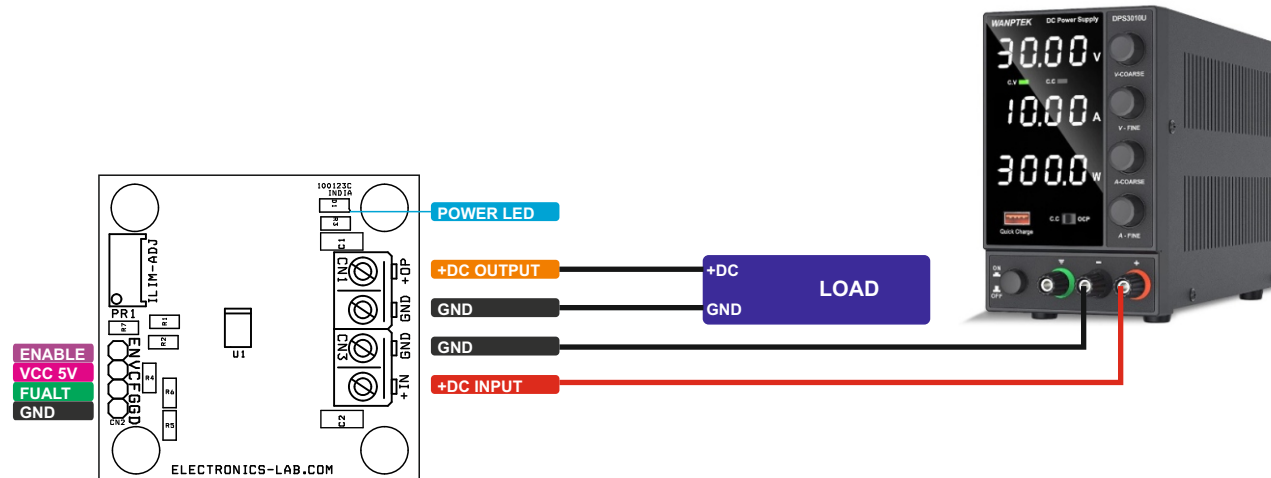 WANPTEK DC Power Supply DPS3010U
30.00 V
C.V C.C
V-COARSE
10.00 A
V - FINE
300.0 W
A-COARSE
C.C OCP
Quick Charge
A - FINE
ON
OFF
- +
100123C
INDIA
D1
R3
C1
POWER LED
ILIM-ADJ
CN1
+OP
GND
+DC OUTPUT
+DC
LOAD
GND
GND
PR1
R7
R1
R2
U1
CN3
GND
+IN
GND
+DC INPUT
ENABLE
VCC 5V
FUALT
GND
EN
VC
FG
GD
CN2
R4
R6
R5
C2
ELECTRONICS-LAB.COM